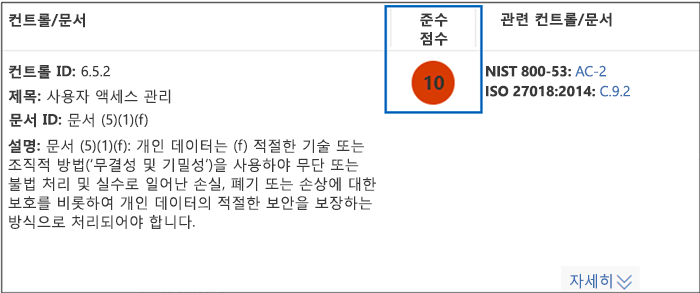 컨트롤/문서
준수
점수
관련 컨트롤/문서
컨트롤 ID: 6.5.2
제목: 사용자 액세스 관리
문서 ID: 문서 (5)(1)(f)
설명: 문서 (5)(1)(f): 개인 데이터는 (f) 적절한 기술 또는
조직적 방법('무결성 및 기밀성')을 사용하야 무단 또는
불법 처리 및 실수로 일어난 손실, 폐기 또는 손상에 대한
보호를 비롯하여 개인 데이터의 적절한 보안을 보장하는
방식으로 처리되어야 합니다.
10
NIST 800-53: AC-2
ISO 27018:2014: C.9.2
자세히